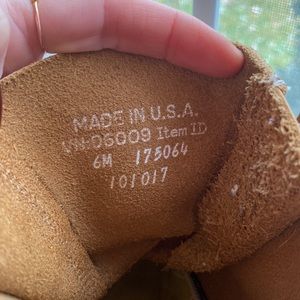 MADE IN U.S.A.
VN:06009 Item ID
6M 175064
101017